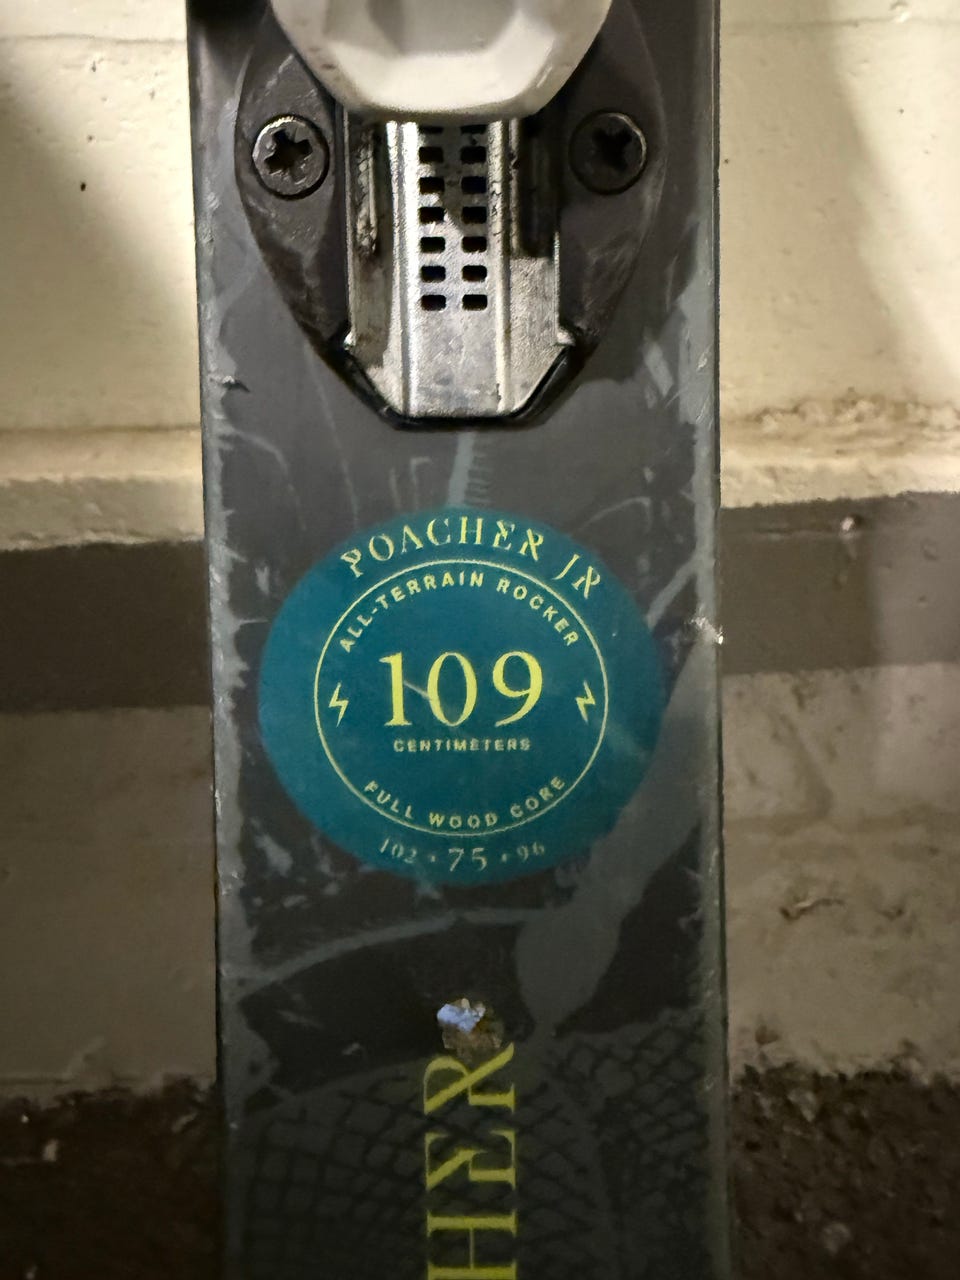 POACHER JR
ALL-TERRAIN ROCKER
109
CENTIMETERS
FULL WOOD CORE
102 • 75 • 96
HER